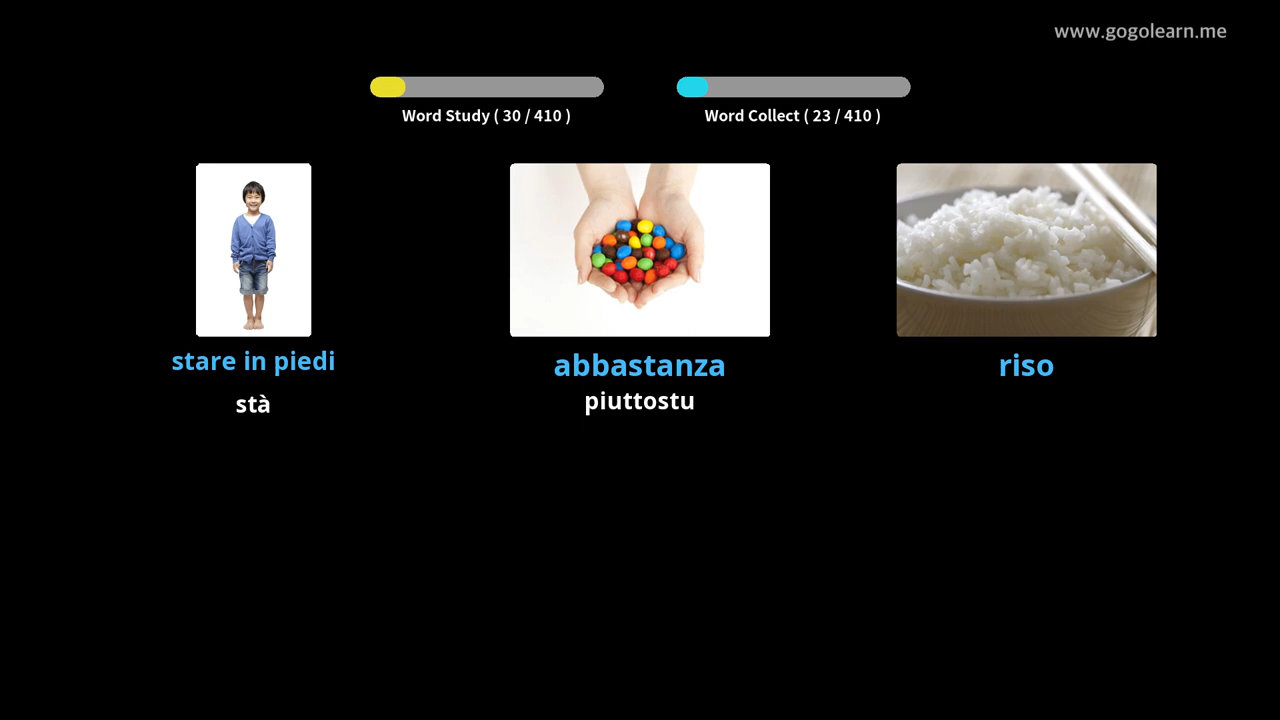 www.gogolearn.me
Word Study ( 30 / 410 )
Word Collect ( 23 / 410 )
stare in piedi
abbastanza
riso
stà
piuttostu